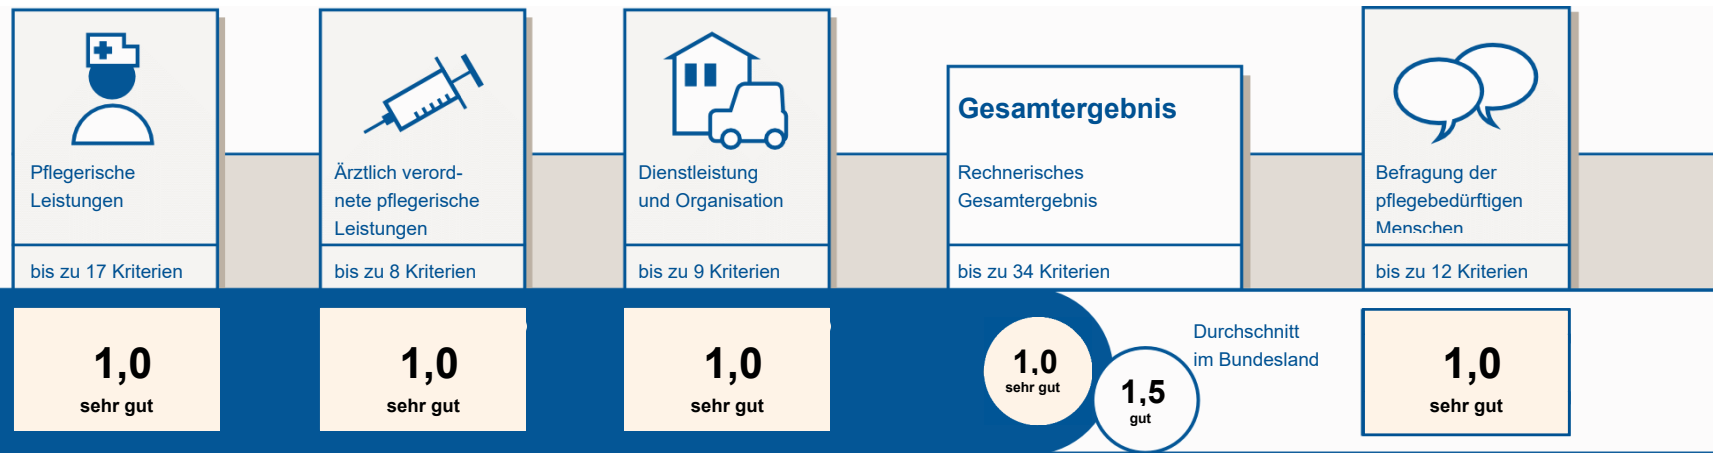 Pflegerische
Leistungen
bis zu 17 Kriterien
1,0
sehr gut
Ärztlich verord-
nete pflegerische
Leistungen
bis zu 8 Kriterien
1,0
sehr gut
Dienstleistung
und Organisation
bis zu 9 Kriterien
1,0
sehr gut
Gesamtergebnis
Rechnerisches
Gesamtergebnis
bis zu 34 Kriterien
1,0
sehr gut
1,5
gut
Durchschnitt
im Bundesland
Befragung der
pflegebedürftigen
Menschen
bis zu 12 Kriterien
1,0
sehr gut